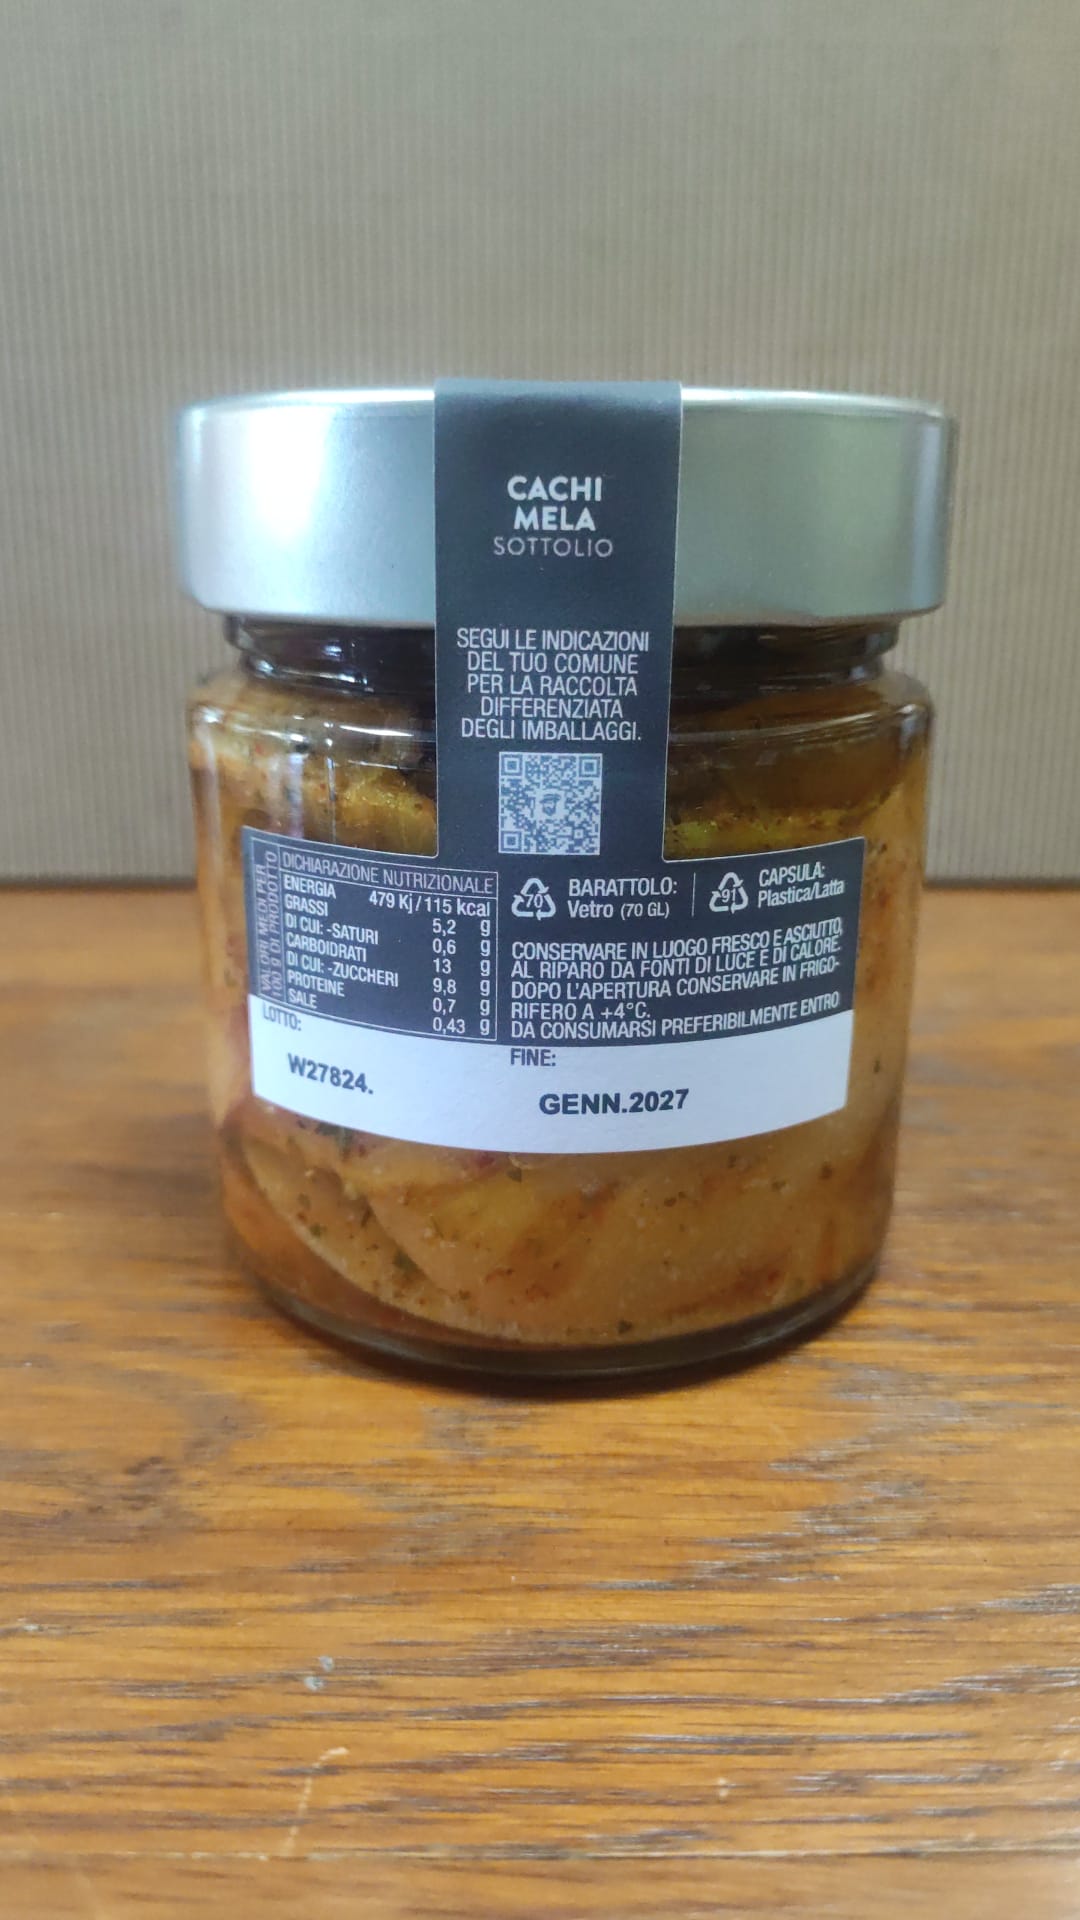 CACHI
MELA
SOTTOLIO
SEGUI LE INDICAZIONI
DEL TUO COMUNE
PER LA RACCOLTA
DIFFERENZIATA
DEGLI IMBALLAGGI.
VALORI MEDI PER
100 g DI PRODOTTO
DICHIARAZIONE NUTRIZIONALE
ENERGIA 479 Kj/115 kcal
GRASSI 5,2 g
DI CUI: -SATURI 0,6 g
CARBOIDRATI 13 g
DI CUI: -ZUCCHERI 9,8 g
PROTEINE 0,7 g
SALE 0,43 g
LOTTO:
W27824.
70
BARATTOLO:
Vetro (70 GL)
91
CAPSULA:
Plastica/Latta
CONSERVARE IN LUOGO FRESCO E ASCIUTTO,
AL RIPARO DA FONTI DI LUCE E DI CALORE.
DOPO L'APERTURA CONSERVARE IN FRIGO-
RIFERO A +4°C.
DA CONSUMARSI PREFERIBILMENTE ENTRO
FINE:
GENN.2027